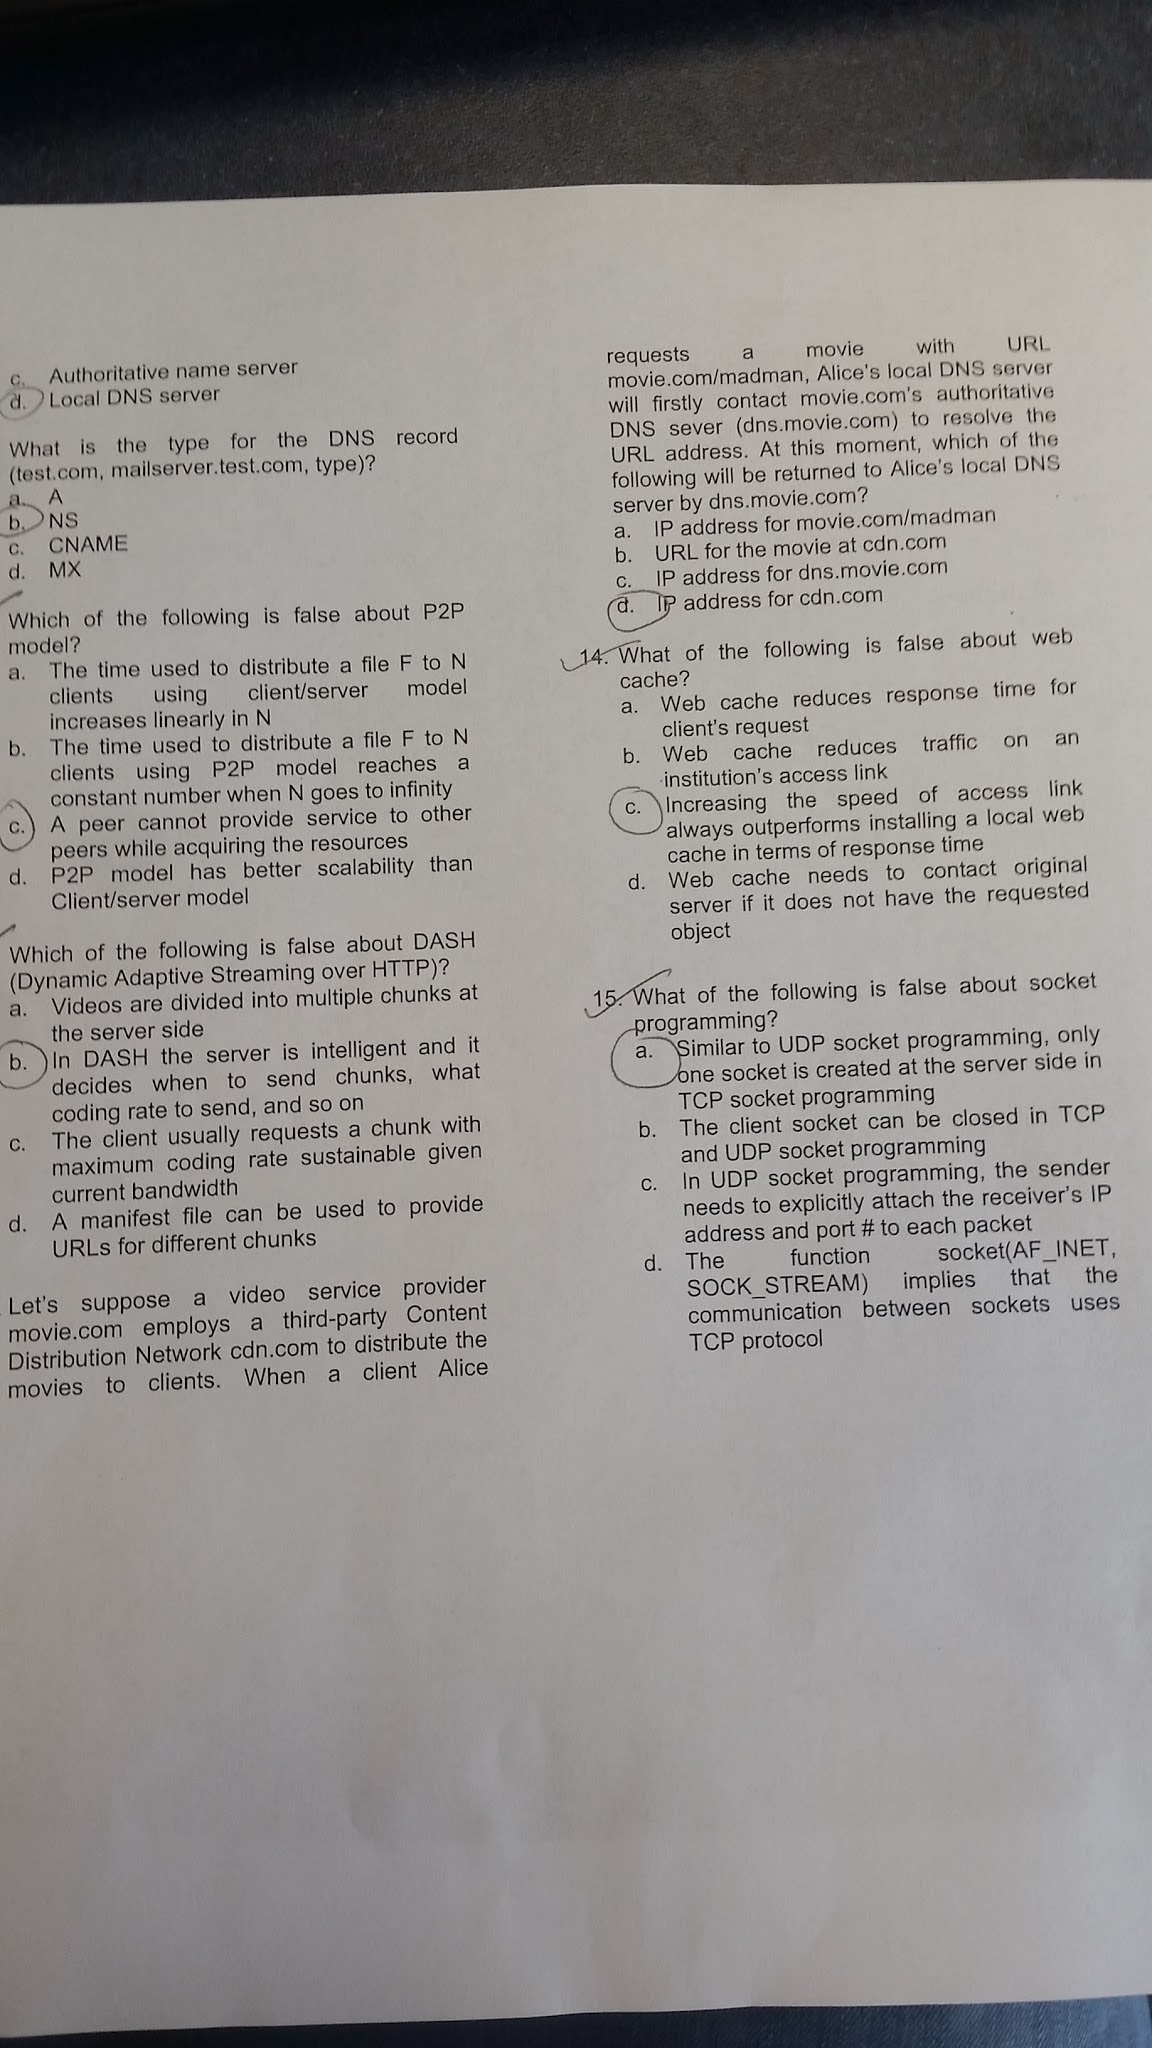 c. Authoritative name server
d. Local DNS server
What is the type for the DNS record
(test.com, mailserver.test.com, type)?
a. A
b. NS
c. CNAME
d. MX
Which of the following is false about P2P
model?
a. The time used to distribute a file F to N
clients using client/server model
increases linearly in N
b. The time used to distribute a file F to N
clients using P2P model reaches a
constant number when N goes to infinity
c. A peer cannot provide service to other
peers while acquiring the resources
d. P2P model has better scalability than
Client/server model
Which of the following is false about DASH
(Dynamic Adaptive Streaming over HTTP)?
a. Videos are divided into multiple chunks at
the server side
b. In DASH the server is intelligent and it
decides when to send chunks, what
coding rate to send, and so on
c. The client usually requests a chunk with
maximum coding rate sustainable given
current bandwidth
d. A manifest file can be used to provide
URLs for different chunks
Let's suppose a video service provider
movie.com employs a third-party Content
Distribution Network cdn.com to distribute the
movies to clients. When a client Alice
requests a movie with URL
movie.com/madman, Alice's local DNS server
will firstly contact movie.com's authoritative
DNS sever (dns.movie.com) to resolve the
URL address. At this moment, which of the
following will be returned to Alice's local DNS
server by dns.movie.com?
a. IP address for movie.com/madman
b. URL for the movie at cdn.com
c. IP address for dns.movie.com
d. IP address for cdn.com
14. What of the following is false about web
cache?
a. Web cache reduces response time for
client's request
b. Web cache reduces traffic on an
institution's access link
c. Increasing the speed of access link
always outperforms installing a local web
cache in terms of response time
d. Web cache needs to contact original
server if it does not have the requested
object
15. What of the following is false about socket
programming?
a. Similar to UDP socket programming, only
one socket is created at the server side in
TCP socket programming
b. The client socket can be closed in TCP
and UDP socket programming
c. In UDP socket programming, the sender
needs to explicitly attach the receiver's IP
address and port # to each packet
d. The function socket(AF_INET,
SOCK_STREAM) implies that the
communication between sockets uses
TCP protocol